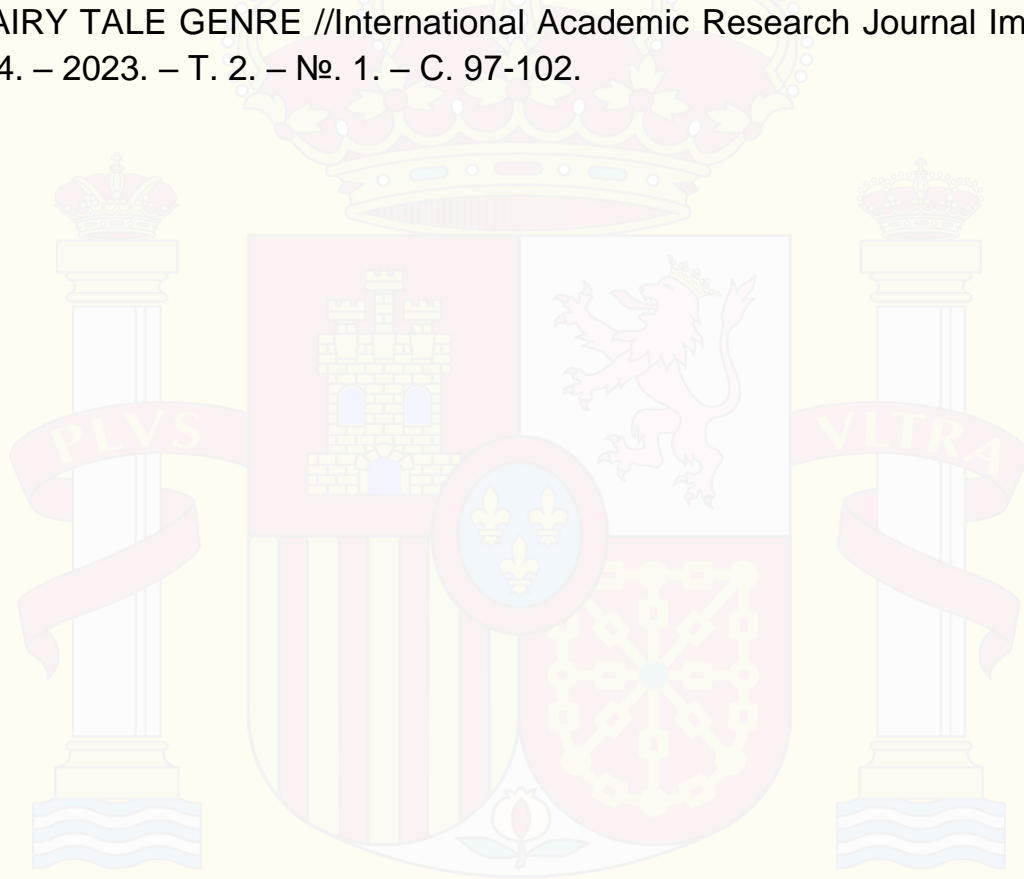 AIRY TALE GENRE //International Academic Research Journal Im
4. – 2023. – Т. 2. – №. 1. – С. 97-102.
PLVS
VLTRA